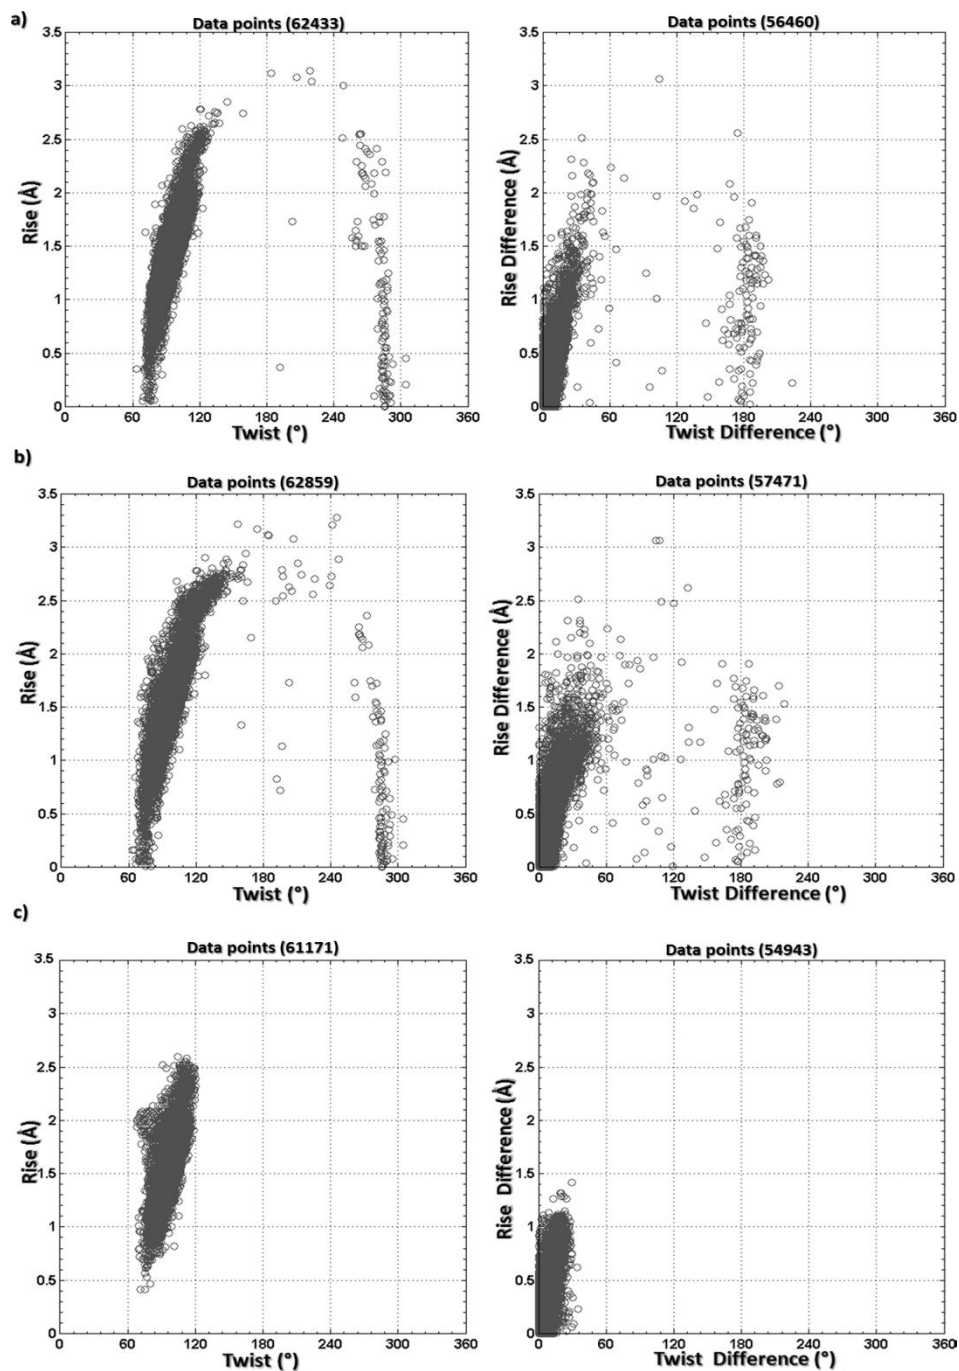 a)
Data points (62433)
Data points (56460)
3.5
3
2.5
2
1.5
1
0.5
0
Rise (Å)
0 60 120 180 240 300 360
Twist (°)
3.5
3
2.5
2
1.5
1
0.5
0
Rise Difference (Å)
0 60 120 180 240 300 360
Twist Difference (°)
b)
Data points (62859)
Data points (57471)
3.5
3
2.5
2
1.5
1
0.5
0
Rise (Å)
0 60 120 180 240 300 360
Twist (°)
3.5
3
2.5
2
1.5
1
0.5
0
Rise Difference (Å)
0 60 120 180 240 300 360
Twist Difference (°)
c)
Data points (61171)
Data points (54943)
3.5
3
2.5
2
1.5
1
0.5
0
Rise (Å)
0 60 120 180 240 300 360
Twist (°)
3.5
3
2.5
2
1.5
1
0.5
0
Rise Difference (Å)
0 60 120 180 240 300 360
Twist Difference (°)